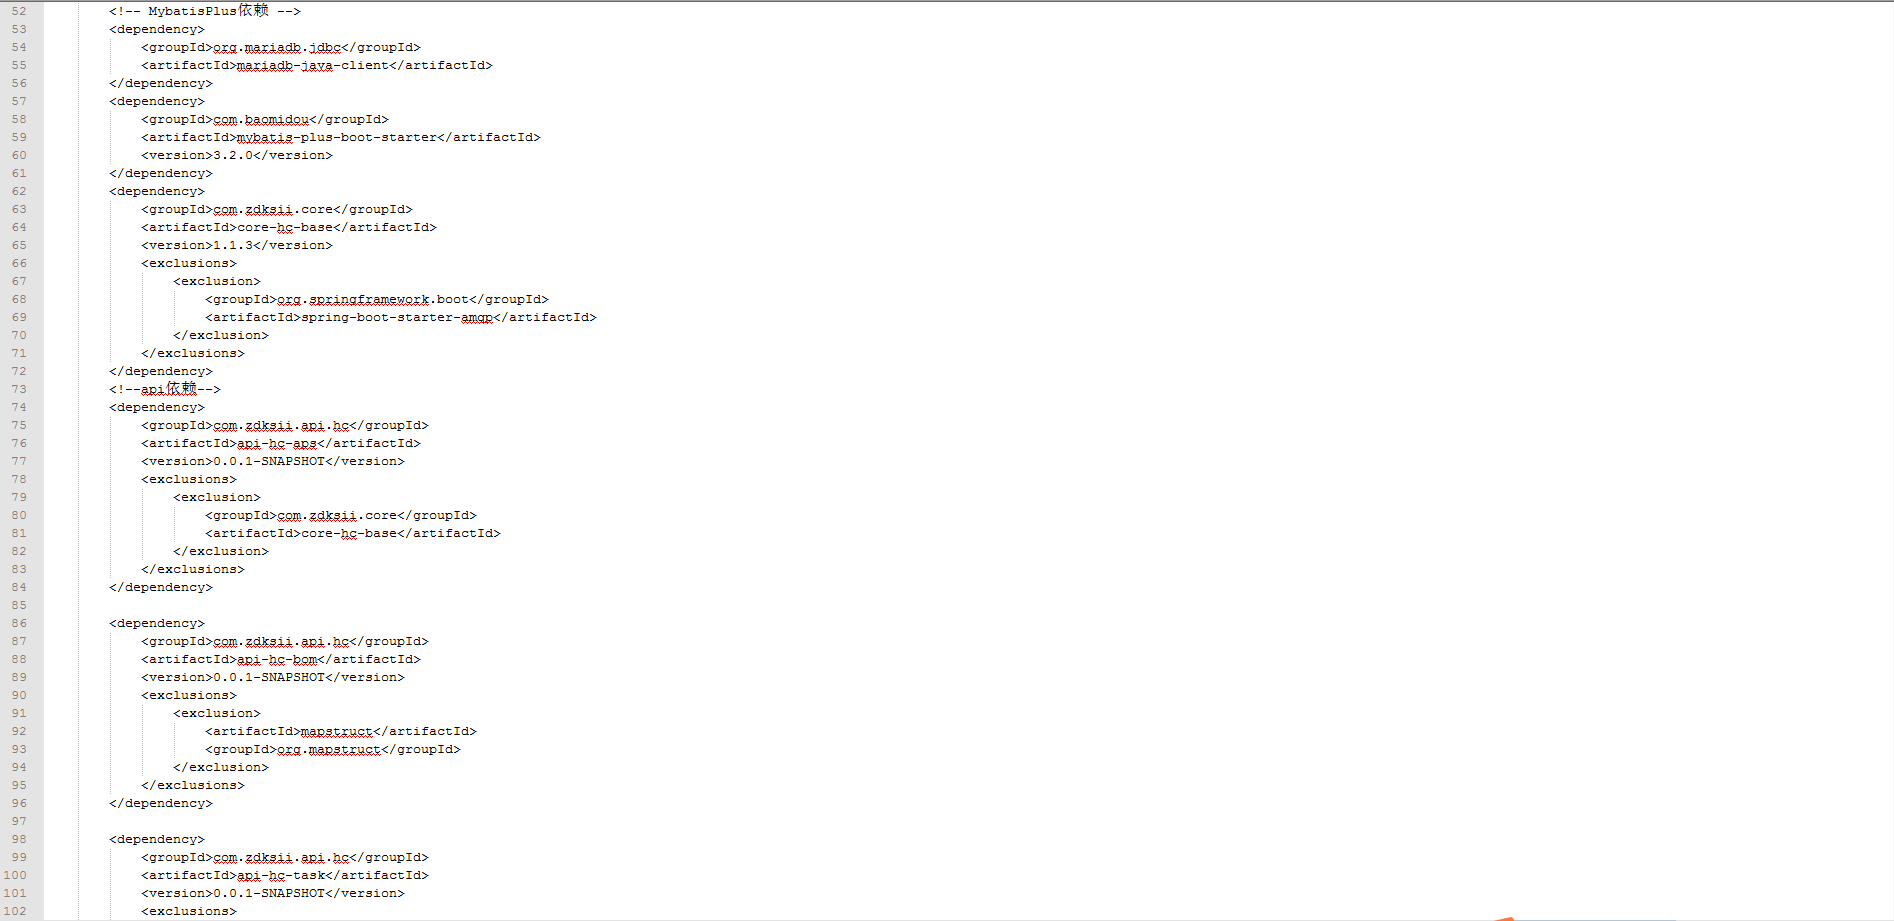 52 <!-- MybatisPlus依赖 -->
53 <dependency>
54 <groupId>org.mariadb.jdbc</groupId>
55 <artifactId>mariadb-java-client</artifactId>
56 </dependency>
57 <dependency>
58 <groupId>com.baomidou</groupId>
59 <artifactId>mybatis-plus-boot-starter</artifactId>
60 <version>3.2.0</version>
61 </dependency>
62 <dependency>
63 <groupId>com.zdksii.core</groupId>
64 <artifactId>core-hc-base</artifactId>
65 <version>1.1.3</version>
66 <exclusions>
67 <exclusion>
68 <groupId>org.springframework.boot</groupId>
69 <artifactId>spring-boot-starter-amqp</artifactId>
70 </exclusion>
71 </exclusions>
72 </dependency>
73 <!--api依赖-->
74 <dependency>
75 <groupId>com.zdksii.api.hc</groupId>
76 <artifactId>api-hc-aps</artifactId>
77 <version>0.0.1-SNAPSHOT</version>
78 <exclusions>
79 <exclusion>
80 <groupId>com.zdksii.core</groupId>
81 <artifactId>core-hc-base</artifactId>
82 </exclusion>
83 </exclusions>
84 </dependency>
85
86 <dependency>
87 <groupId>com.zdksii.api.hc</groupId>
88 <artifactId>api-hc-bom</artifactId>
89 <version>0.0.1-SNAPSHOT</version>
90 <exclusions>
91 <exclusion>
92 <artifactId>mapstruct</artifactId>
93 <groupId>org.mapstruct</groupId>
94 </exclusion>
95 </exclusions>
96 </dependency>
97
98 <dependency>
99 <groupId>com.zdksii.api.hc</groupId>
100 <artifactId>api-hc-task</artifactId>
101 <version>0.0.1-SNAPSHOT</version>
102 <exclusions>